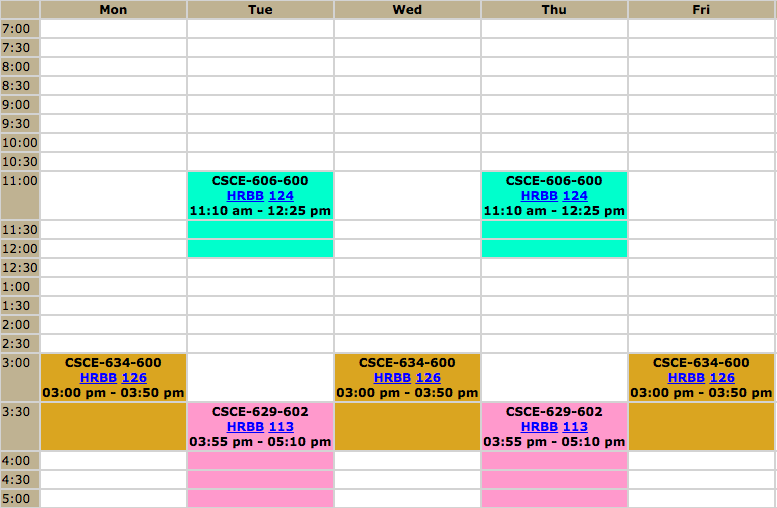 Mon Tue Wed Thu Fri
7:00
7:30
8:00
8:30
9:00
9:30
10:00
10:30
11:00 CSCE-606-600 CSCE-606-600
HRBB 124 HRBB 124
11:10 am - 12:25 pm 11:10 am - 12:25 pm
11:30
12:00
12:30
1:00
1:30
2:00
2:30
3:00 CSCE-634-600 CSCE-634-600 CSCE-634-600
HRBB 126 HRBB 126 HRBB 126
03:00 pm - 03:50 pm 03:00 pm - 03:50 pm 03:00 pm - 03:50 pm
3:30 CSCE-629-602 CSCE-629-602
HRBB 113 HRBB 113
03:55 pm - 05:10 pm 03:55 pm - 05:10 pm
4:00
4:30
5:00